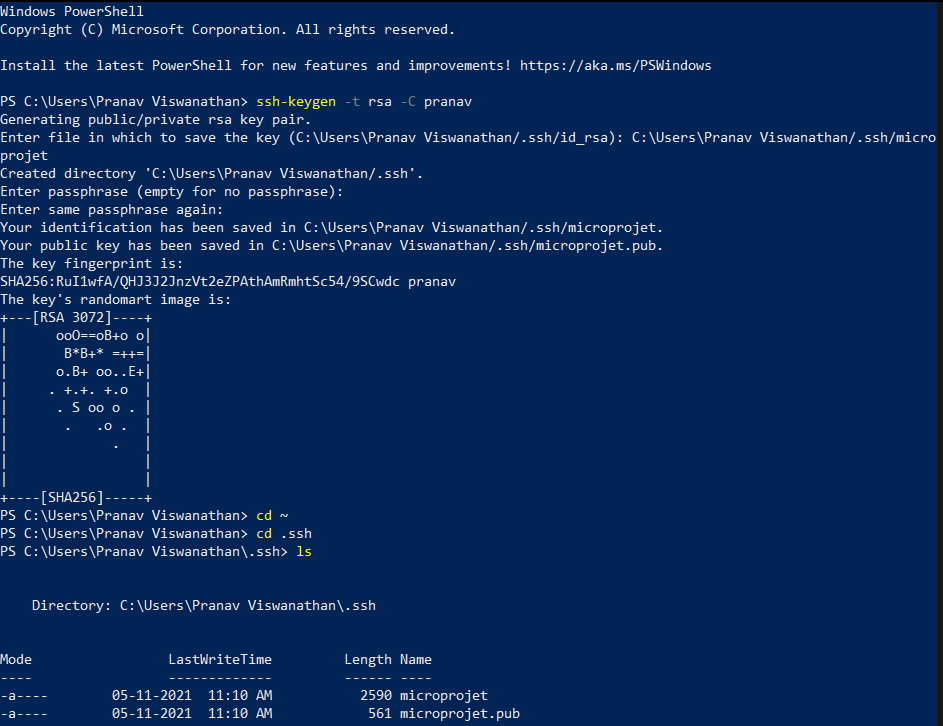 Windows PowerShell
Copyright (C) Microsoft Corporation. All rights reserved.
Install the latest PowerShell for new features and improvements! https://aka.ms/PSWindows
PS C:\Users\Pranav Viswanathan> ssh-keygen -t rsa -C pranav
Generating public/private rsa key pair.
Enter file in which to save the key (C:\Users\Pranav Viswanathan/.ssh/id_rsa): C:\Users\Pranav Viswanathan/.ssh/micro
projet
Created directory 'C:\Users\Pranav Viswanathan/.ssh'.
Enter passphrase (empty for no passphrase):
Enter same passphrase again:
Your identification has been saved in C:\Users\Pranav Viswanathan/.ssh/microprojet.
Your public key has been saved in C:\Users\Pranav Viswanathan/.ssh/microprojet.pub.
The key fingerprint is:
SHA256:RuI1wfA/QHJ3J2JnzVt2eZPAthAmRmhtSc54/9SCwdc pranav
The key's randomart image is:
+---[RSA 3072]----+
|      ooO==oB+o o|
|       B*B+* =++=|
|      o.B+ oo..E+|
|     . +.+. +.o  |
|      . S oo o . |
|       .   .o .  |
|             .   |
|                 |
|                 |
+----[SHA256]-----+
PS C:\Users\Pranav Viswanathan> cd ~
PS C:\Users\Pranav Viswanathan> cd .ssh
PS C:\Users\Pranav Viswanathan\.ssh> ls
    Directory: C:\Users\Pranav Viswanathan\.ssh
Mode                 LastWriteTime         Length Name
----                 -------------         ------ ----
-a----        05-11-2021  11:10 AM           2590 microprojet
-a----        05-11-2021  11:10 AM            561 microprojet.pub